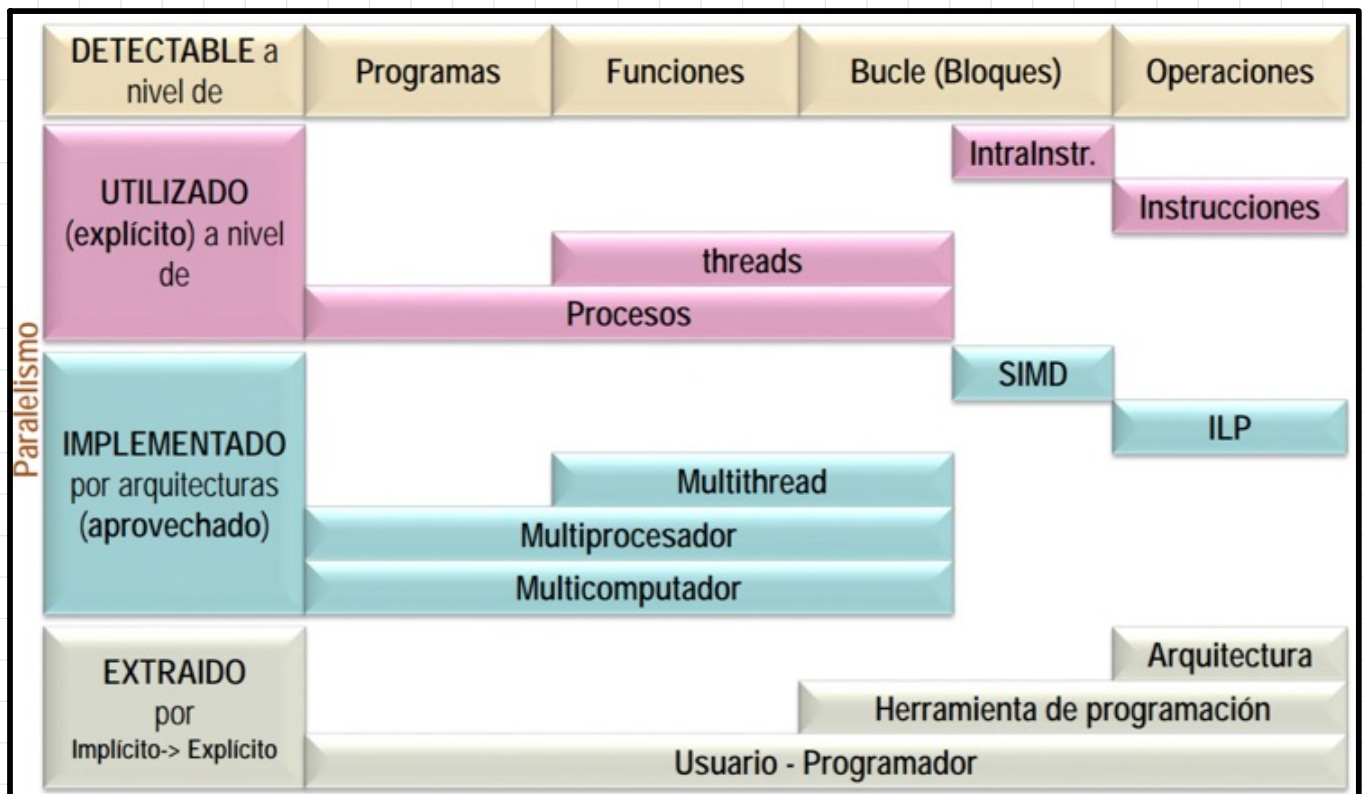 DETECTABLE a
nivel de
Programas
Funciones
Bucle (Bloques)
Operaciones
Paralelismo
UTILIZADO
(explícito) a nivel
de
IntraInstr.
Instrucciones
threads
Procesos
IMPLEMENTADO
por arquitecturas
(aprovechado)
SIMD
ILP
Multithread
Multiprocesador
Multicomputador
EXTRAIDO
por
Implícito-> Explícito
Arquitectura
Herramienta de programación
Usuario - Programador